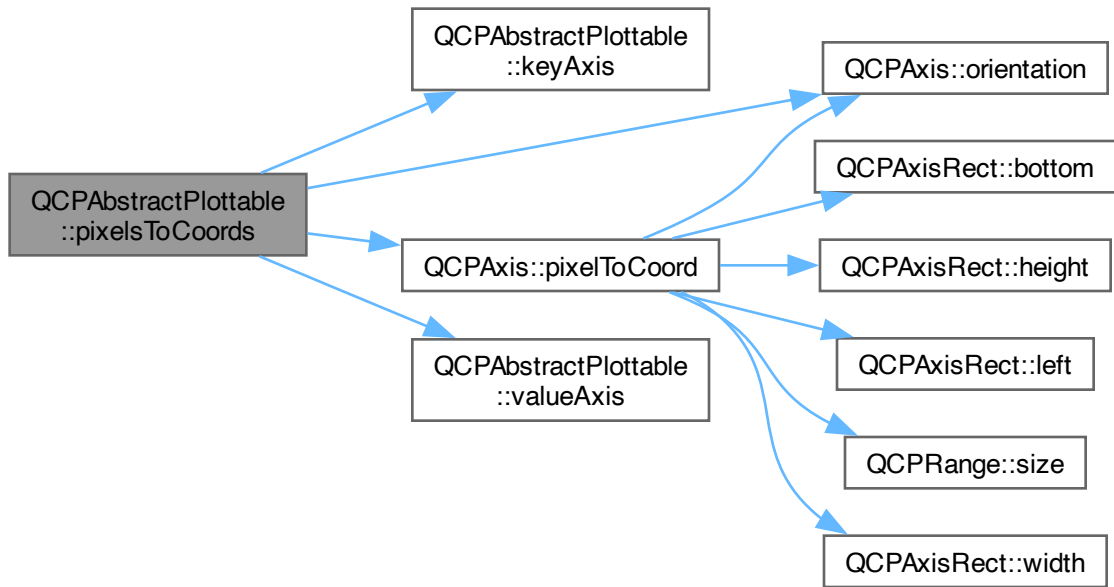 QCPAbstractPlottable
::pixelsToCoords
QCPAbstractPlottable
::keyAxis
QCPAxis::orientation
QCPAxis::pixelToCoord
QCPAxisRect::bottom
QCPAxisRect::height
QCPAxisRect::left
QCPRange::size
QCPAxisRect::width
QCPAbstractPlottable
::valueAxis